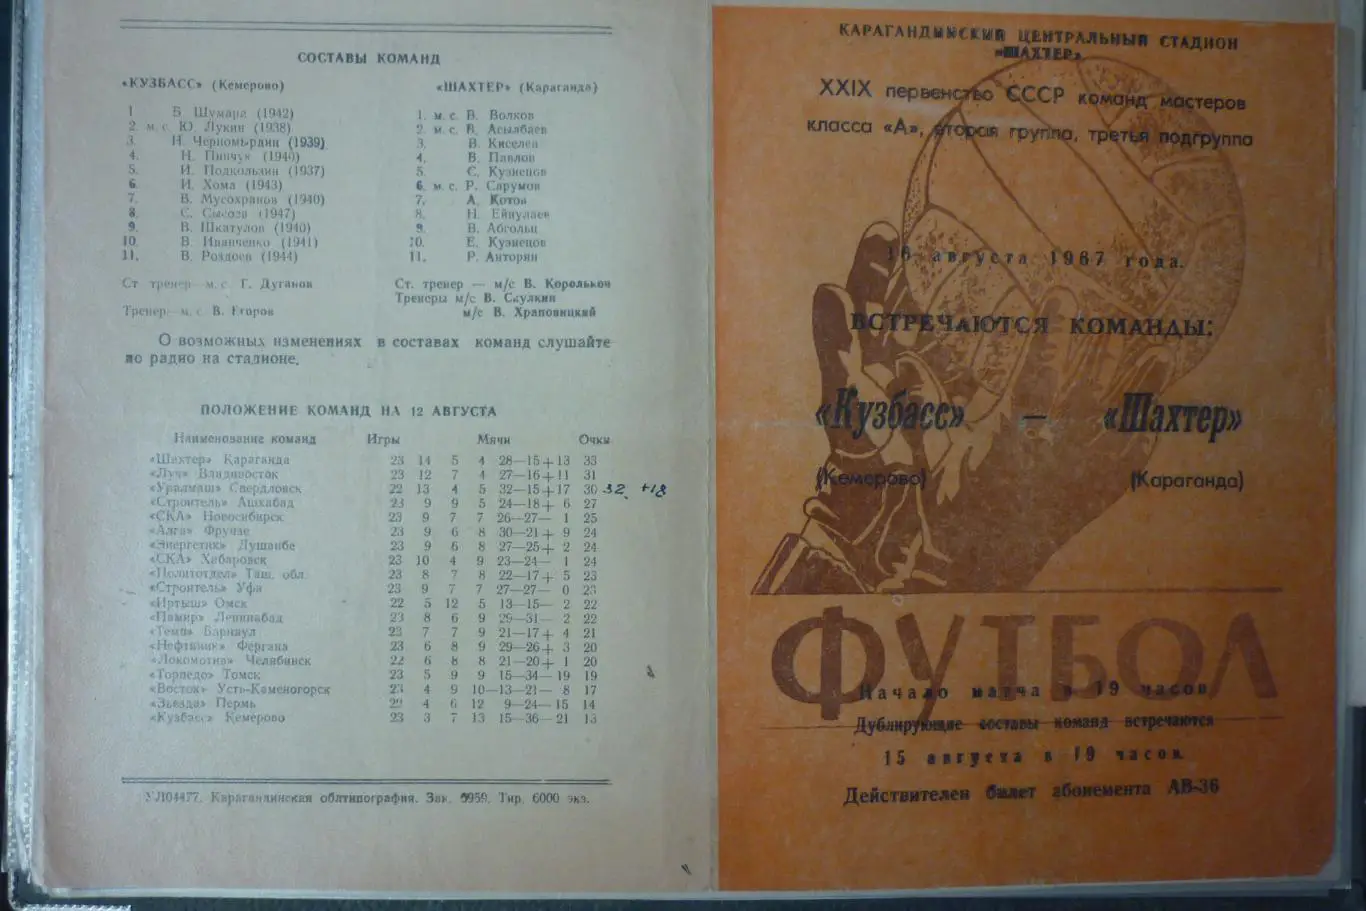 СОСТАВЫ КОМАНД
«КУЗБАСС» (Кемерово)
1 Б. Шумара (1942)
2. м. с. Ю. Лукин (1938)
3. Н. Черномырдин (1939)
4. Н. Пинчук (1940)
5. И. Подкользин (1937)
6. И. Хома (1943)
7. В. Мусохранов (1940)
8. С. Сысоев (1947)
9. В. Шкатулов (1940)
10. В. Иванченко (1941)
11. В. Роздоев (1944)
Ст. тренер — м. с. Г. Дуганов
Тренер — м. с. В. Егоров
«ШАХТЕР» (Караганда)
1. м. с. В. Волков
2. м. с. В. Асылбаев
3. В. Киселев
4. В. Павлов
5. С. Кузнецов
6. м. с. Р. Сарумов
7. А. Котов
8. Н. Ейнулаев
9. В. Абгольц
10. Е. Кузнецов
11. Р. Анторян
Ст. тренер — м/с В. Корольков
Тренеры м/с В. Скулкин
м/с В. Храповицкий
О возможных изменениях в составах команд слушайте
по радио на стадионе.
ПОЛОЖЕНИЕ КОМАНД НА 12 АВГУСТА
Наименование команд Игры Мячи Очки
«Шахтер» Караганда 23 14 5 4 28—15 + 13 33
«Луч» Владивосток 23 12 7 4 27—16 + 11 31
«Уралмаш» Свердловск 22 13 4 5 32—15 + 17 30 32 +18
«Строитель» Ашхабад 23 9 9 5 24—18 + 6 27
«СКА» Новосибирск 23 9 7 7 26—27 — 1 25
«Алга» Фрунзе 23 9 6 8 30—21 + 9 24
«Энергетик» Душанбе 23 9 6 8 27—25 + 2 24
«СКА» Хабаровск 23 10 4 9 23—24 — 1 24
«Политотдел» Таш. обл. 23 8 7 8 22—17 + 5 23
«Строитель» Уфа 23 9 7 7 27—27 — 0 23
«Иртыш» Омск 22 5 12 5 13—15 — 2 22
«Памир» Ленинабад 23 8 6 9 29—31 — 2 22
«Темп» Барнаул 23 7 7 9 21—17 + 4 21
«Нефтяник» Фергана 23 6 8 9 29—26 + 3 20
«Локомотив» Челябинск 22 6 8 8 21—20 + 1 20
«Торпедо» Томск 23 5 9 9 15—34 — 19 19
«Восток» Усть-Каменогорск 23 4 9 10 —13—21 — 8 17
«Звезда» Пермь 22 4 6 12 9—24 — 15 14
«Кузбасс» Кемерово 23 3 7 13 15—36 — 21 13
УЛ04477. Карагандинская облтипография. Зак. 5959. Тир. 6000 экз.
КАРАГАНДИНСКИЙ ЦЕНТРАЛЬНЫЙ СТАДИОН
«ШАХТЕР»
XXIX первенство СССР команд мастеров
класса «А», вторая группа, третья подгруппа
16 августа 1967 года.
ВСТРЕЧАЮТСЯ КОМАНДЫ:
«Кузбасс» — «Шахтер»
(Кемерово) (Караганда)
ФУТБОЛ
Начало матча в 19 часов
Дублирующие составы команд встречаются
15 августа в 19 часов.
Действителен билет абонемента АВ-36